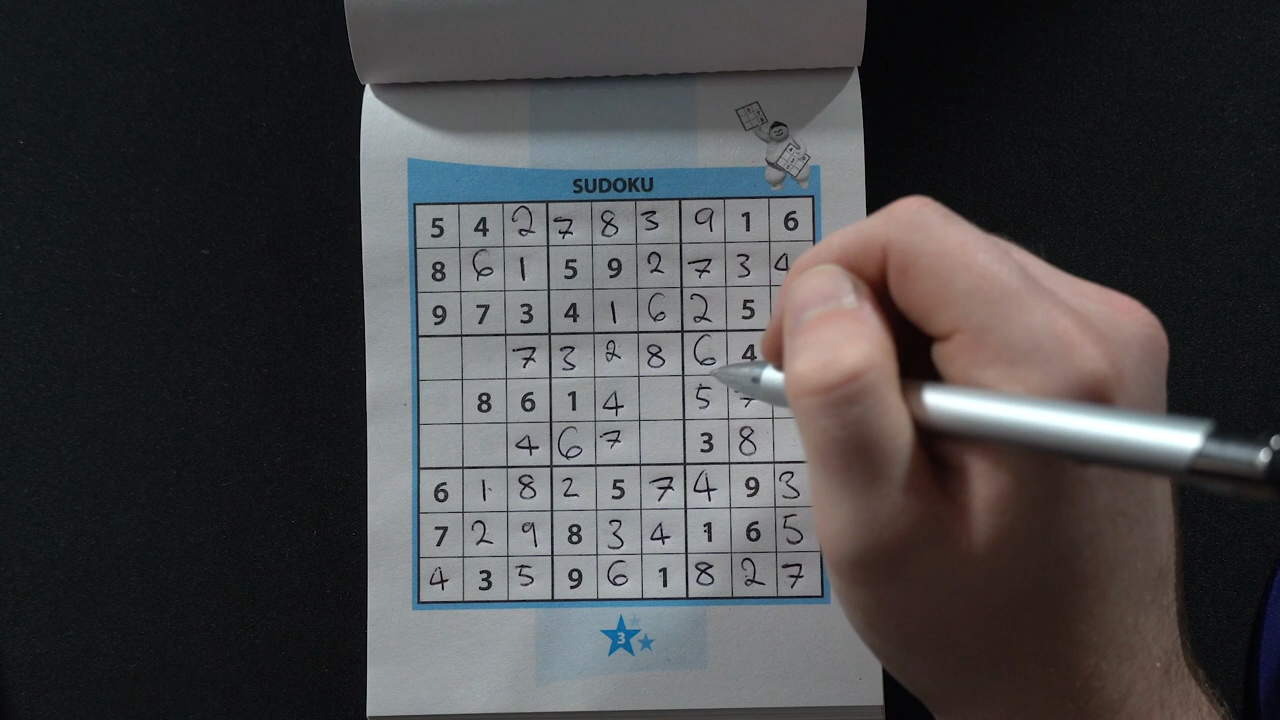 SUDOKU
5 4 2 7 8 3 9 1 6
8 6 1 5 9 2 7 3 4
9 7 3 4 1 6 2 5
7 3 2 8 6 4
8 6 1 4 5 7
4 6 7 3 8
6 1 8 2 5 7 4 9 3
7 2 9 8 3 4 1 6 5
4 3 5 9 6 1 8 2 7
3